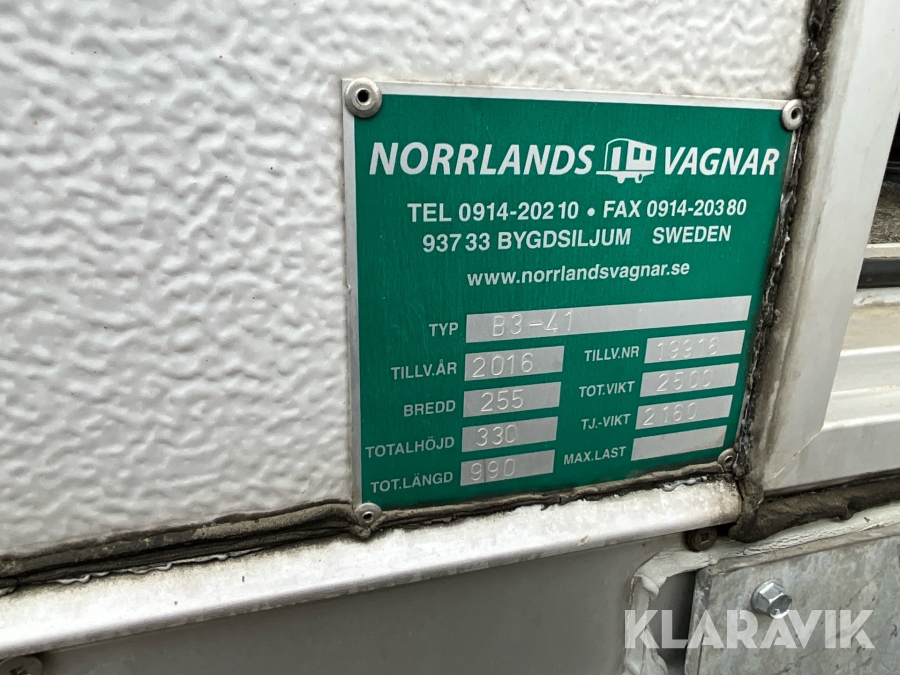 NORRLANDS VAGNAR
TEL 0914-202 10 • FAX 0914-203 80
937 33 BYGDSILJUM SWEDEN
www.norrlandsvagnar.se
TYP B3-41
TILLV.ÅR 2016 TILLV.NR 19918
BREDD 255 TOT.VIKT 2500
TOTALHÖJD 330 TJ.-VIKT 2160
TOT.LÄNGD 990 MAX.LAST
KLARAVIK